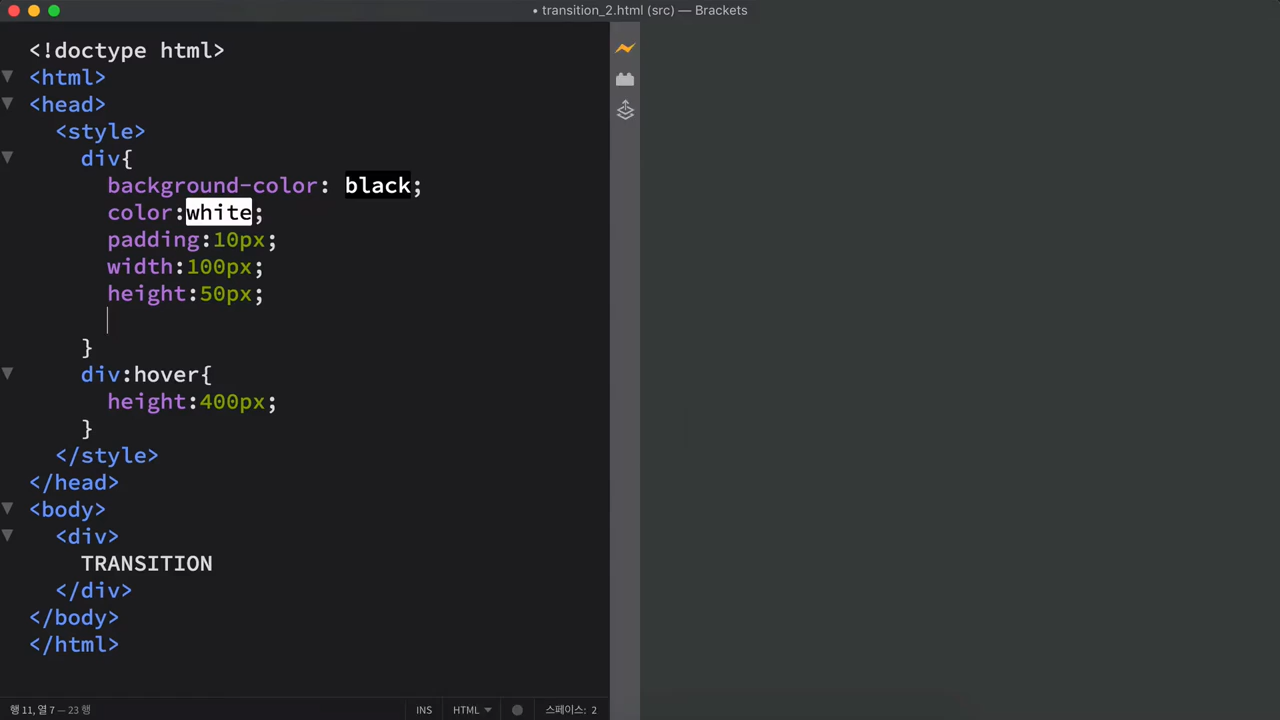 • transition_2.html (src) — Brackets
<!doctype html>
<html>
<head>
<style>
div{
background-color: black;
color:white;
padding:10px;
width:100px;
height:50px;
}
div:hover{
height:400px;
}
</style>
</head>
<body>
<div>
TRANSITION
</div>
</body>
</html>
행 11, 열 7 — 23 행 INS HTML 스페이스: 2